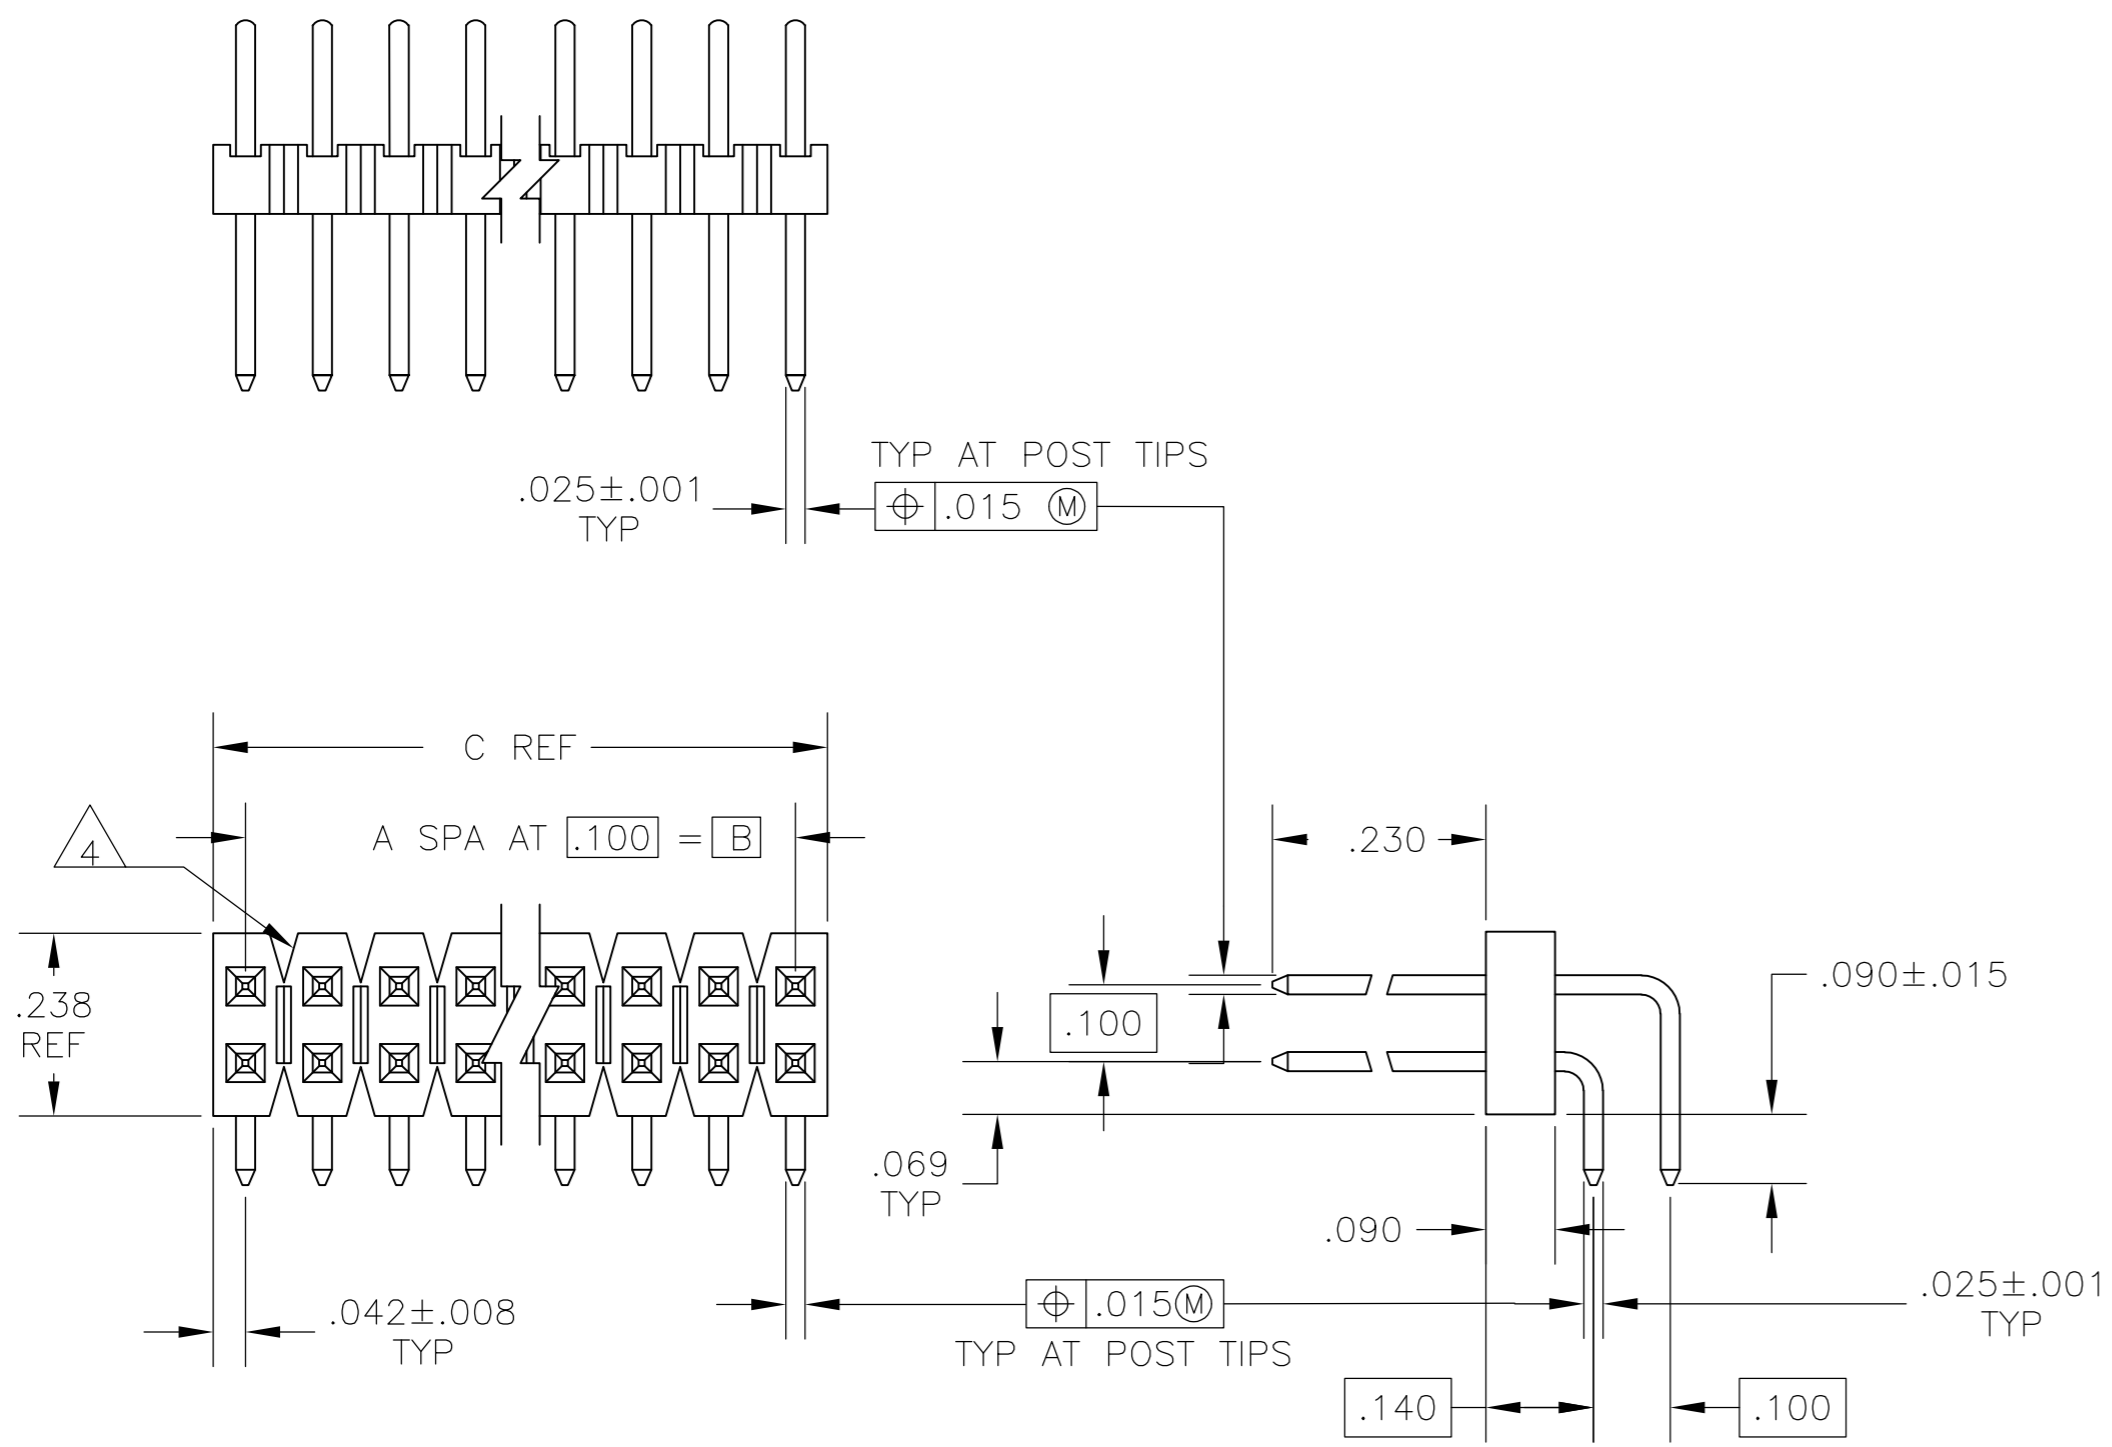 TYP AT POST TIPS
.025±.001
TYP
⌖ .015 Ⓜ
C REF
A SPA AT .100 = B
4
.230
.238
REF
.100
.090±.015
.069
TYP
.090
.042±.008
TYP
⌖ .015Ⓜ
TYP AT POST TIPS
.025±.001
TYP
.140
.100